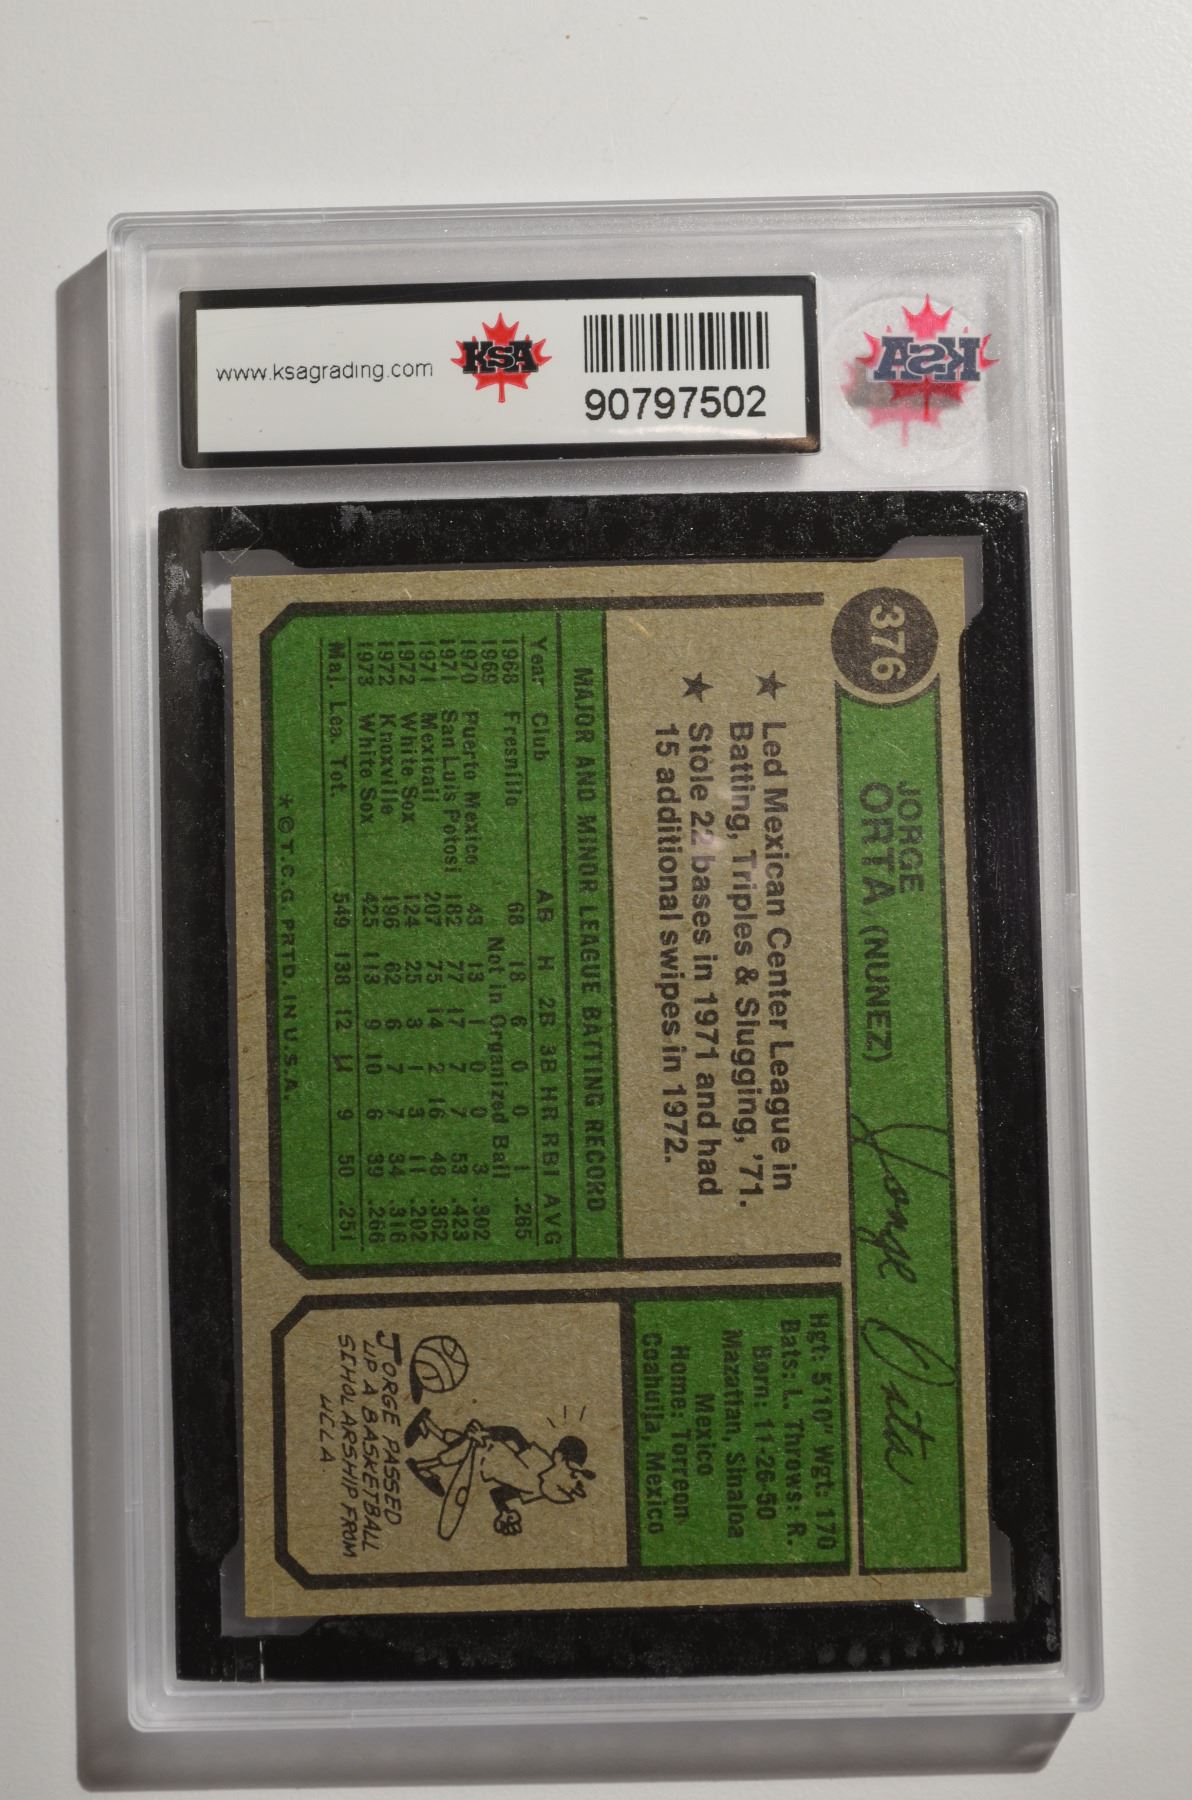 www.ksagrading.com
KSA
90797502
KSA
376
JORGE
ORTA (NUNEZ)
Jorge Orta
★ Led Mexican Center League in
Batting, Triples & Slugging, '71.
★ Stole 22 bases in 1971 and had
15 additional swipes in 1972.
MAJOR AND MINOR LEAGUE BATTING RECORD
Year Club AB H 2B 3B HR RBI AVG
1968 Fresnillo 68 18 6 0 0 1 .265
1969 Not in Organized Ball
1970 Puerto Mexico 43 13 1 0 0 3 .302
1971 San Luis Potosi 182 77 17 7 7 53 .423
1971 Mexicali 207 75 14 2 16 48 .362
1972 White Sox 124 25 3 1 3 11 .202
1972 Knoxville 196 62 6 7 7 34 .316
1973 White Sox 425 113 9 10 6 39 .266
Maj. Lea. Tot. 549 138 12 11 9 50 .251
* © T.C.G. PRTD. IN U.S.A.
Hgt: 5'10" Wgt: 170
Bats: L. Throws: R.
Born: 11-26-50
Mazatlan, Sinaloa
Mexico
Home: Torreon
Coahuila, Mexico
JORGE PASSED
UP A BASKETBALL
SCHOLARSHIP FROM
UCLA.